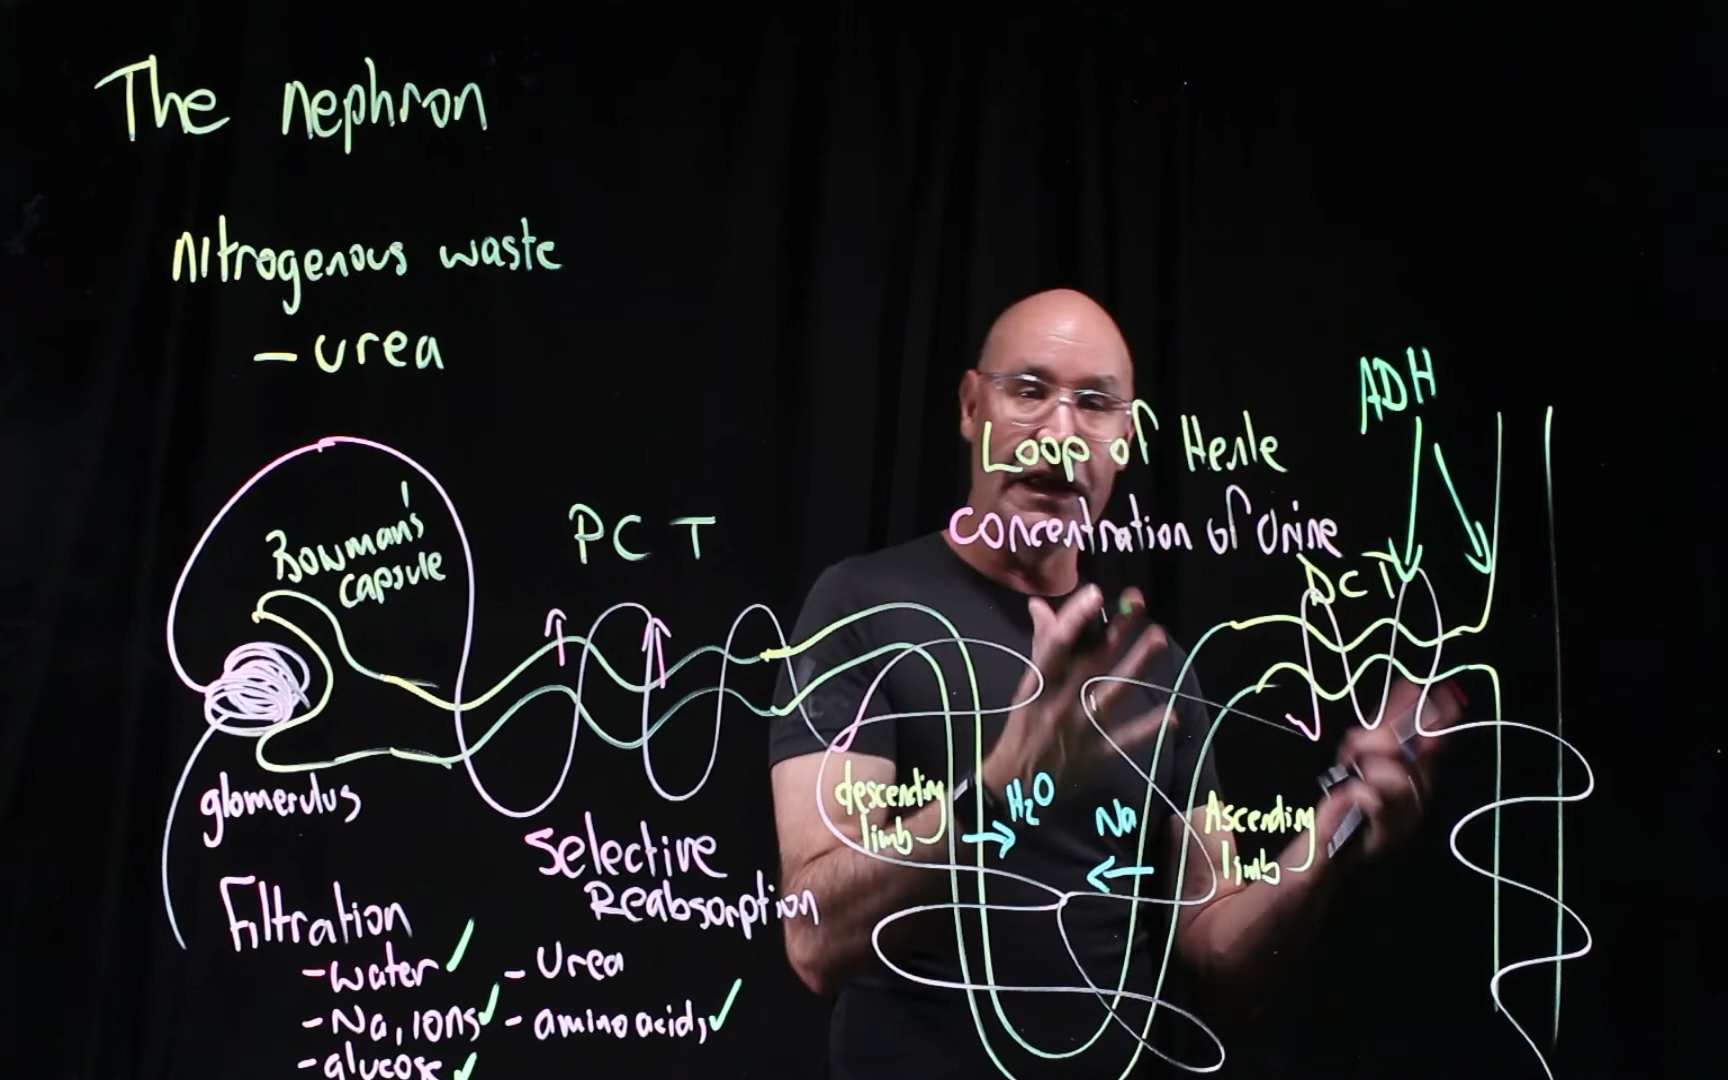 The nephron
nitrogenous waste
- urea
Bowman's
capsule
glomerulus
Filtration
- water ✓
- Na, ions ✓
- glucose ✓
- Urea
- amino acids ✓
PCT
Selective
Reabsorption
Loop of Henle
Concentration of Urine
descending
limb
H₂O
Na
Ascending
limb
ADH
DCT